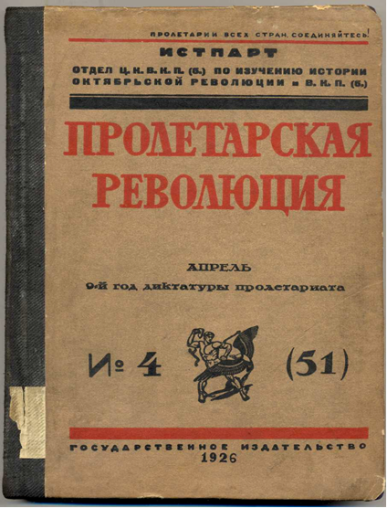 ПРОЛЕТАРИИ ВСЕХ СТРАН, СОЕДИНЯЙТЕСЬ!
ИСТПАРТ
ОТДЕЛ Ц.К.В.К.П. (б.) ПО ИЗУЧЕНИЮ ИСТОРИИ
ОКТЯБРЬСКОЙ РЕВОЛЮЦИИ и В.К.П. (б.)
ПРОЛЕТАРСКАЯ
РЕВОЛЮЦИЯ
АПРЕЛЬ
9-й год диктатуры пролетариата
№ 4 (51)
ГОСУДАРСТВЕННОЕ ИЗДАТЕЛЬСТВО
1926